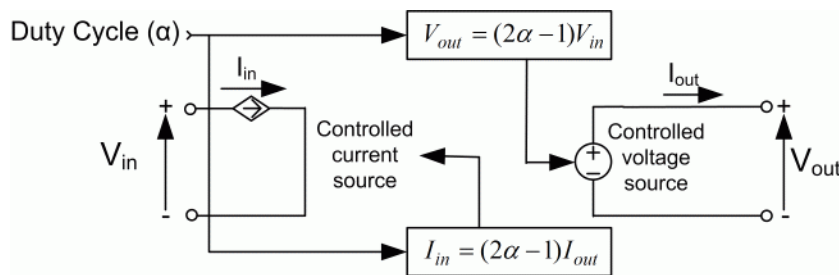 Duty Cycle (α)
V_out = (2α − 1)V_in
I_in
I_out
+
+
Controlled
current
source
+
−
Controlled
voltage
source
V_in
V_out
-
-
I_in = (2α − 1)I_out